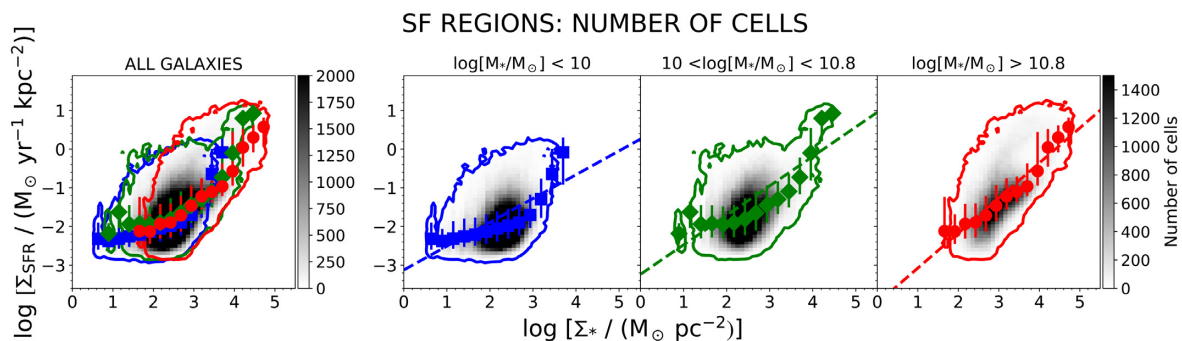 SF REGIONS: NUMBER OF CELLS
ALL GALAXIES
log[M*/M⊙] < 10
10 <log[M*/M⊙] < 10.8
log[M*/M⊙] > 10.8
log [Σ_SFR / (M⊙ yr⁻¹ kpc⁻²)]
1
0
−1
−2
−3
0 1 2 3 4 5
2000
1750
1500
1250
1000
750
500
250
0
1
0
−1
−2
−3
0 1 2 3 4 5
0 1 2 3 4 5
0 1 2 3 4 5
1400
1200
1000
800
600
400
200
0
Number of cells
log [Σ* / (M⊙ pc⁻²)]